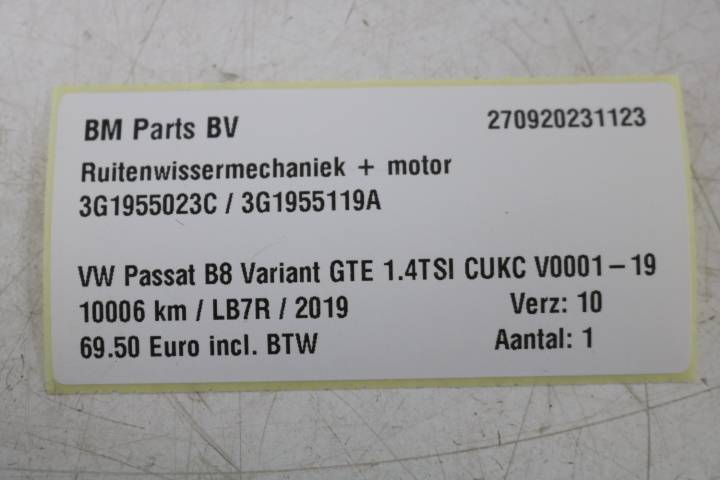 BM Parts BV 270920231123
Ruitenwissermechaniek + motor
3G1955023C / 3G1955119A
VW Passat B8 Variant GTE 1.4TSI CUKC V0001-19
10006 km / LB7R / 2019 Verz: 10
69.50 Euro incl. BTW Aantal: 1